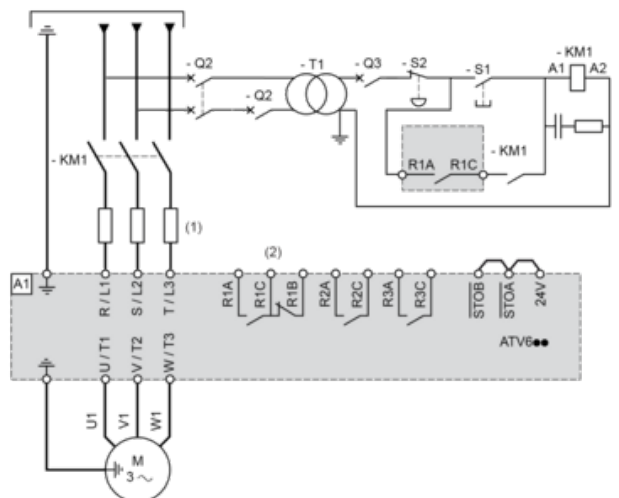 - Q2
- T1
- Q3
- S2
- S1
- KM1
A1
A2
- Q2
- KM1
R1A
R1C
- KM1
(1)
(2)
A1
R / L1
S / L2
T / L3
R1A
R1C
R1B
R2A
R2C
R3A
R3C
STOB
STOA
24V
ATV6●●
U / T1
V / T2
W / T3
U1
V1
W1
M
3 ~